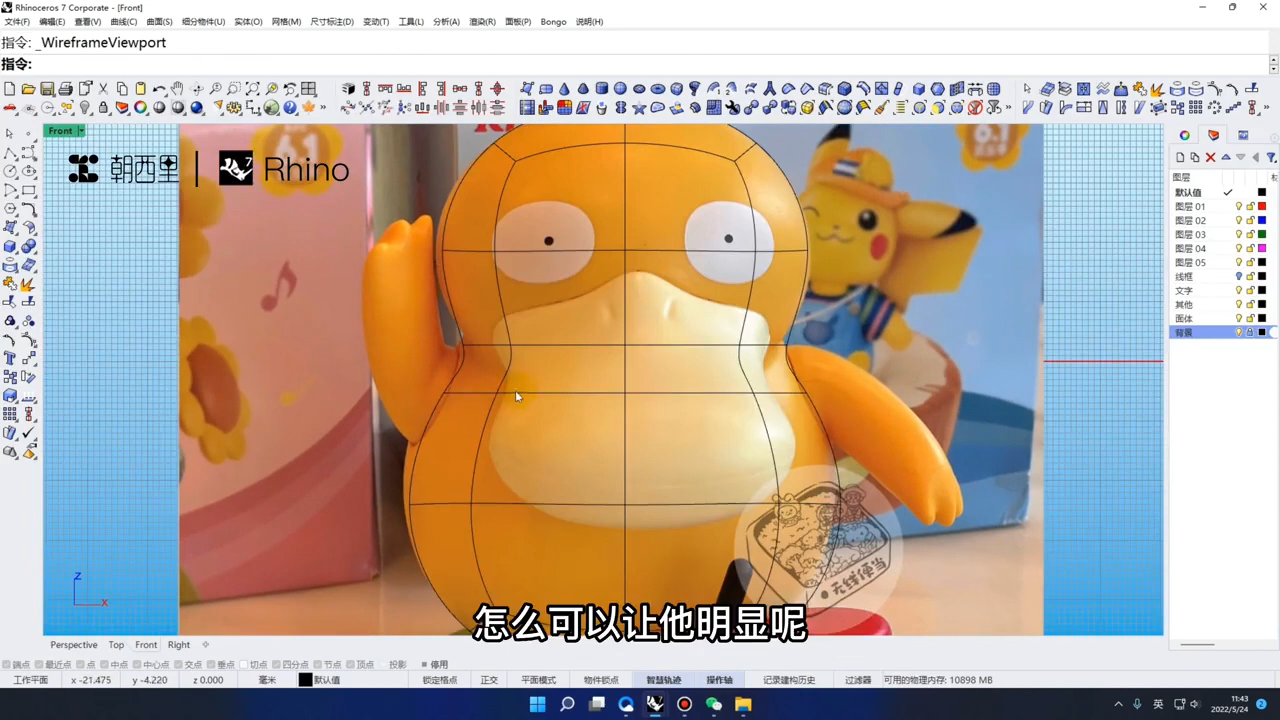 Rhinoceros 7 Corporate - [Front]
文件(F) 编辑(E) 查看(V) 曲线(C) 曲面(S) 细分物件(U) 实体(O) 网格(M) 尺寸标注(D) 变动(T) 工具(L) 分析(A) 渲染(R) 面板(P) Bongo 说明(H)
指令: _WireframeViewport
指令:
Front
朝西里 | 7 Rhino
图层
默认值
图层 01
图层 02
图层 03
图层 04
图层 05
线框
文字
其他
面体
背景
6.1
无线便当
z
x
怎么可以让他明显呢
Perspective Top Front Right
端点 最近点 点 中点 中心点 交点 垂点 切点 四分点 节点 顶点 投影 停用
工作平面 x -21.475 y -4.220 z 0.000 毫米 默认值 锁定格点 正交 平面模式 物件锁点 智慧轨迹 操作轴 记录建构历史 过滤器 可用的物理内存: 10898 MB
英 11:43
2022/5/24 2